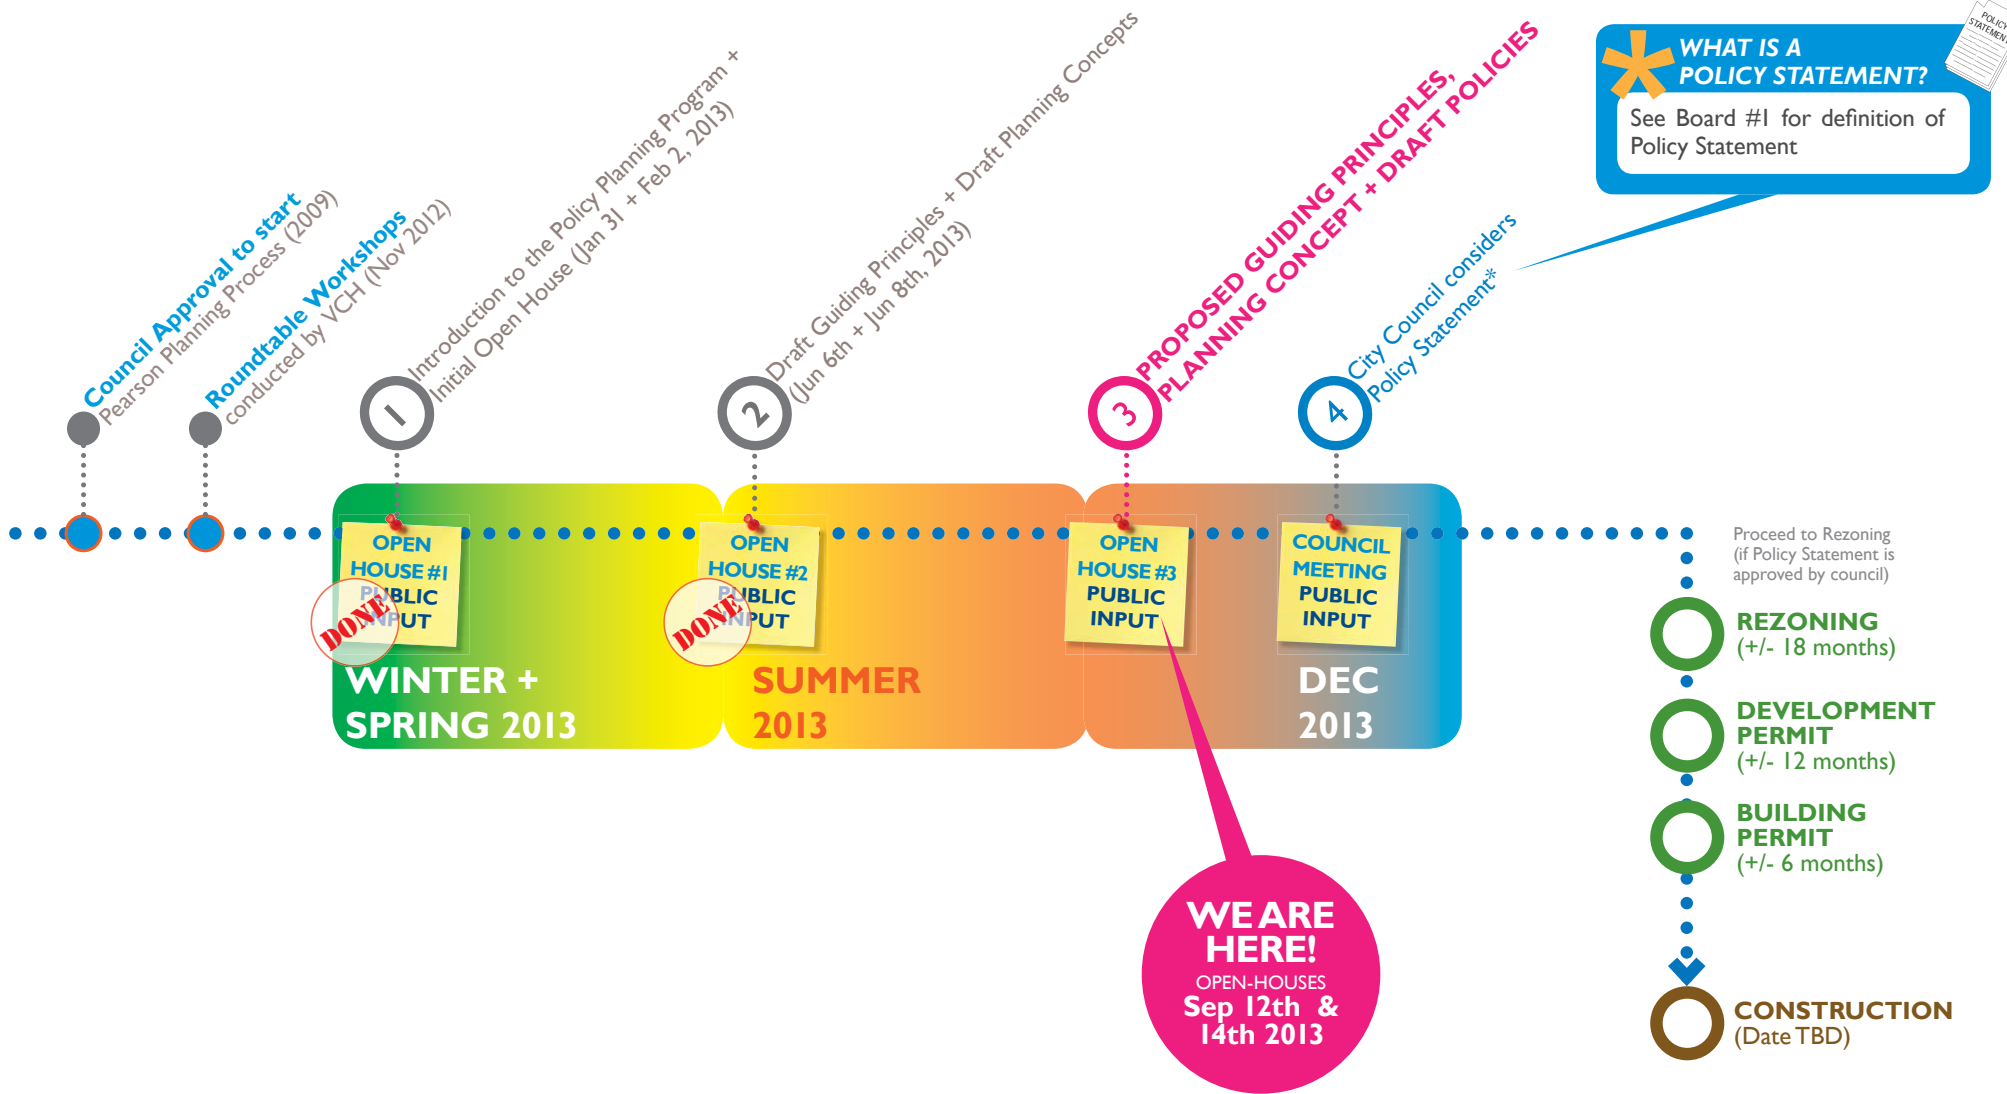 Council Approval to start
Pearson Planning Process (2009)
Roundtable Workshops
conducted by VCH (Nov 2012)
1
Introduction to the Policy Planning Program +
Initial Open House (Jan 31 + Feb 2, 2013)
2
Draft Guiding Principles + Draft Planning Concepts
(Jun 6th + Jun 8th, 2013)
3
PROPOSED GUIDING PRINCIPLES,
PLANNING CONCEPT + DRAFT POLICIES
4
City Council considers
Policy Statement*
POLICY
STATEMENT
WHAT IS A
POLICY STATEMENT?
See Board #1 for definition of
Policy Statement
OPEN
HOUSE #1
PUBLIC
INPUT
DONE
WINTER +
SPRING 2013
OPEN
HOUSE #2
PUBLIC
INPUT
DONE
SUMMER
2013
OPEN
HOUSE #3
PUBLIC
INPUT
COUNCIL
MEETING
PUBLIC
INPUT
DEC
2013
WE ARE
HERE!
OPEN-HOUSES
Sep 12th &
14th 2013
Proceed to Rezoning
(if Policy Statement is
approved by council)
REZONING
(+/- 18 months)
DEVELOPMENT
PERMIT
(+/- 12 months)
BUILDING
PERMIT
(+/- 6 months)
CONSTRUCTION
(Date TBD)